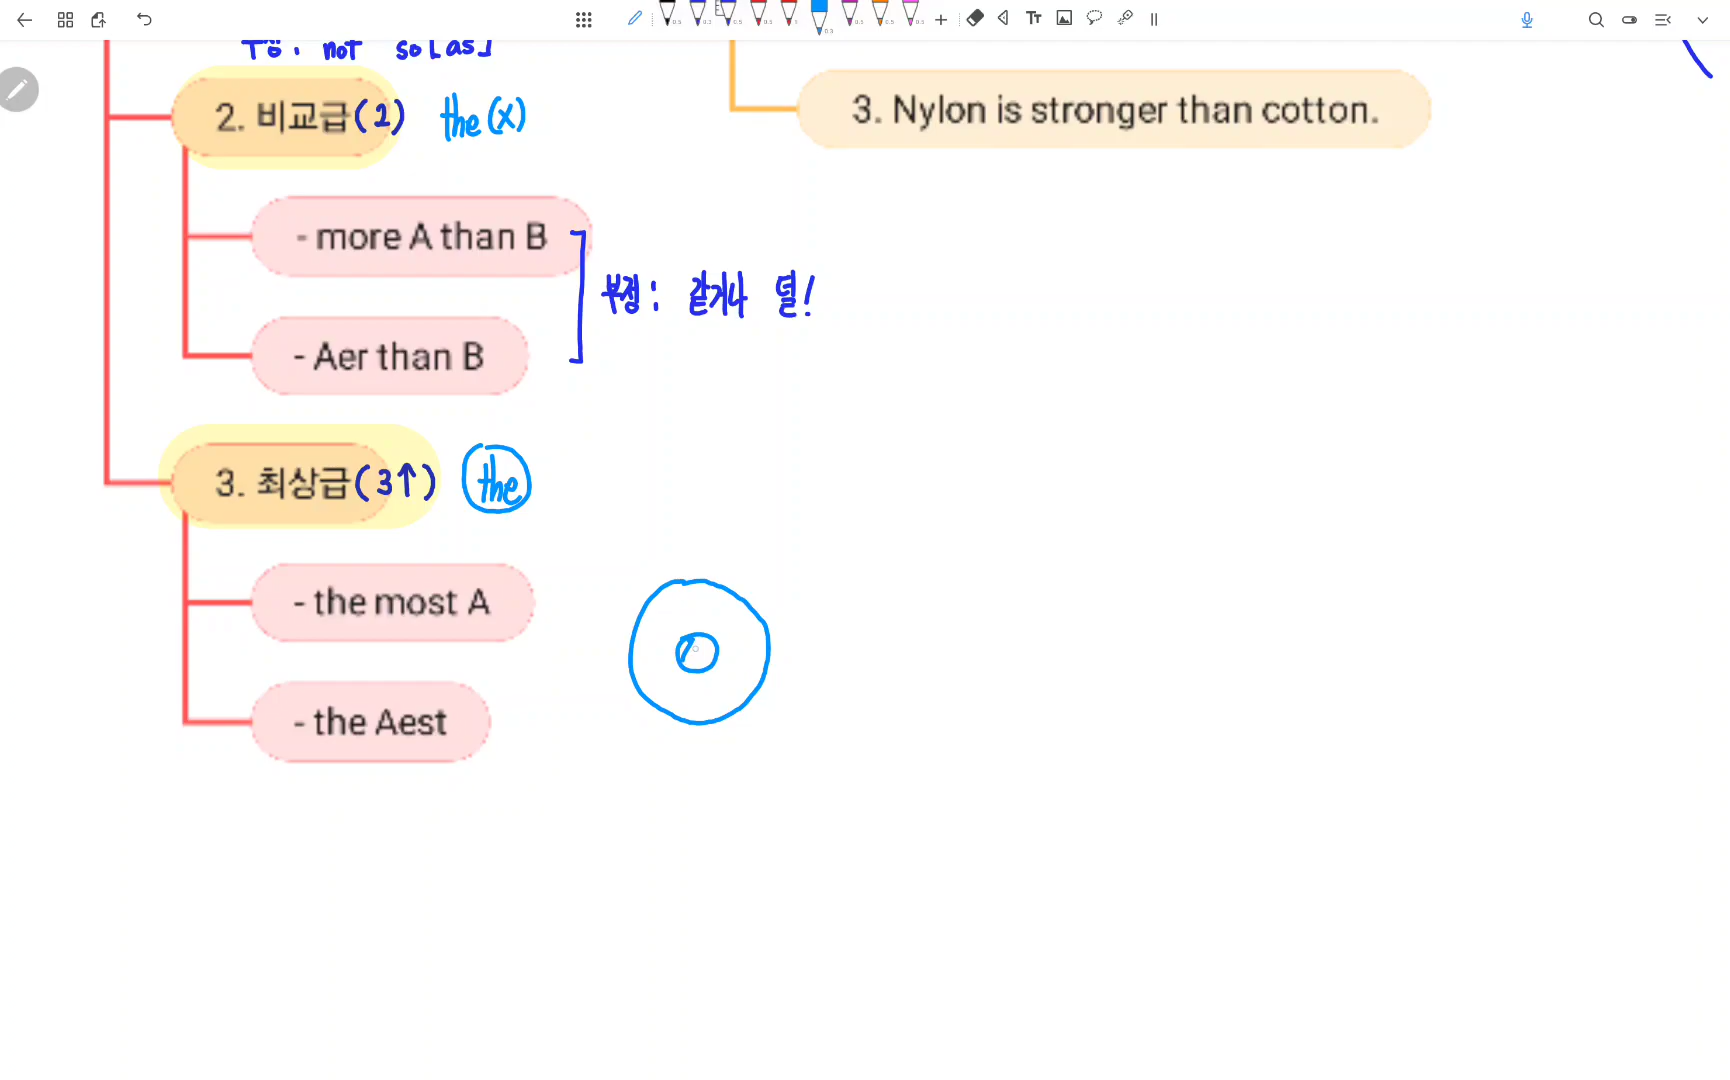 not so[as]
2. 비교급(2) the(x)
- more A than B
부정: 같거나 덜!
- Aer than B
3. 최상급(3↑) the
- the most A
- the Aest
3. Nylon is stronger than cotton.